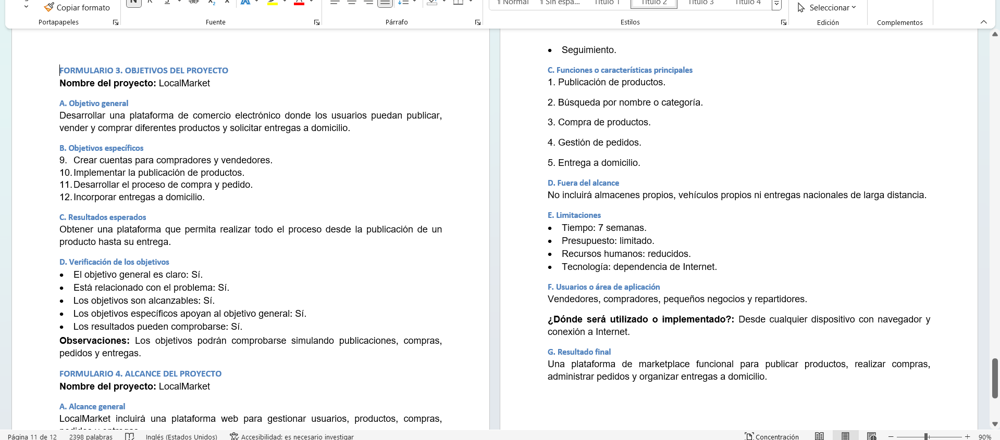 Copiar formato
N K S ab x₂ x A A
¶ Normal ¶ Sin espa... Título 1 Título 2 Título 3 Título 4
Seleccionar
Portapapeles
Fuente
Párrafo
Estilos
Edición
Complementos
FORMULARIO 3. OBJETIVOS DEL PROYECTO
Nombre del proyecto: LocalMarket
A. Objetivo general
Desarrollar una plataforma de comercio electrónico donde los usuarios puedan publicar,
vender y comprar diferentes productos y solicitar entregas a domicilio.
B. Objetivos específicos
9. Crear cuentas para compradores y vendedores.
10. Implementar la publicación de productos.
11. Desarrollar el proceso de compra y pedido.
12. Incorporar entregas a domicilio.
C. Resultados esperados
Obtener una plataforma que permita realizar todo el proceso desde la publicación de un
producto hasta su entrega.
D. Verificación de los objetivos
• El objetivo general es claro: Sí.
• Está relacionado con el problema: Sí.
• Los objetivos son alcanzables: Sí.
• Los objetivos específicos apoyan al objetivo general: Sí.
• Los resultados pueden comprobarse: Sí.
Observaciones: Los objetivos podrán comprobarse simulando publicaciones, compras,
pedidos y entregas.
FORMULARIO 4. ALCANCE DEL PROYECTO
Nombre del proyecto: LocalMarket
A. Alcance general
LocalMarket incluirá una plataforma web para gestionar usuarios, productos, compras,
pedidos y entregas.
• Seguimiento.
C. Funciones o características principales
1. Publicación de productos.
2. Búsqueda por nombre o categoría.
3. Compra de productos.
4. Gestión de pedidos.
5. Entrega a domicilio.
D. Fuera del alcance
No incluirá almacenes propios, vehículos propios ni entregas nacionales de larga distancia.
E. Limitaciones
• Tiempo: 7 semanas.
• Presupuesto: limitado.
• Recursos humanos: reducidos.
• Tecnología: dependencia de Internet.
F. Usuarios o área de aplicación
Vendedores, compradores, pequeños negocios y repartidores.
¿Dónde será utilizado o implementado?: Desde cualquier dispositivo con navegador y
conexión a Internet.
G. Resultado final
Una plataforma de marketplace funcional para publicar productos, realizar compras,
administrar pedidos y organizar entregas a domicilio.
Página 11 de 12
2398 palabras
Inglés (Estados Unidos)
Accesibilidad: es necesario investigar
Concentración
90%